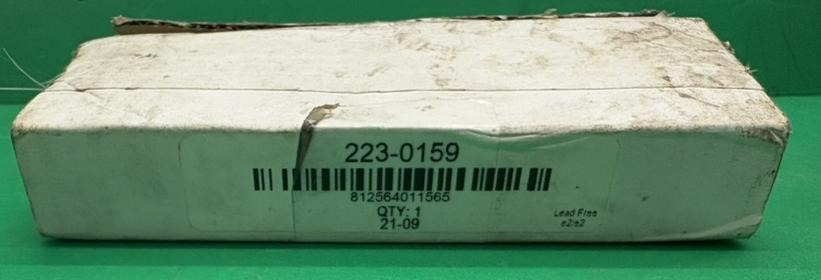 223-0159
812564011565
QTY: 1
21-09
Lead Free
e2/e2